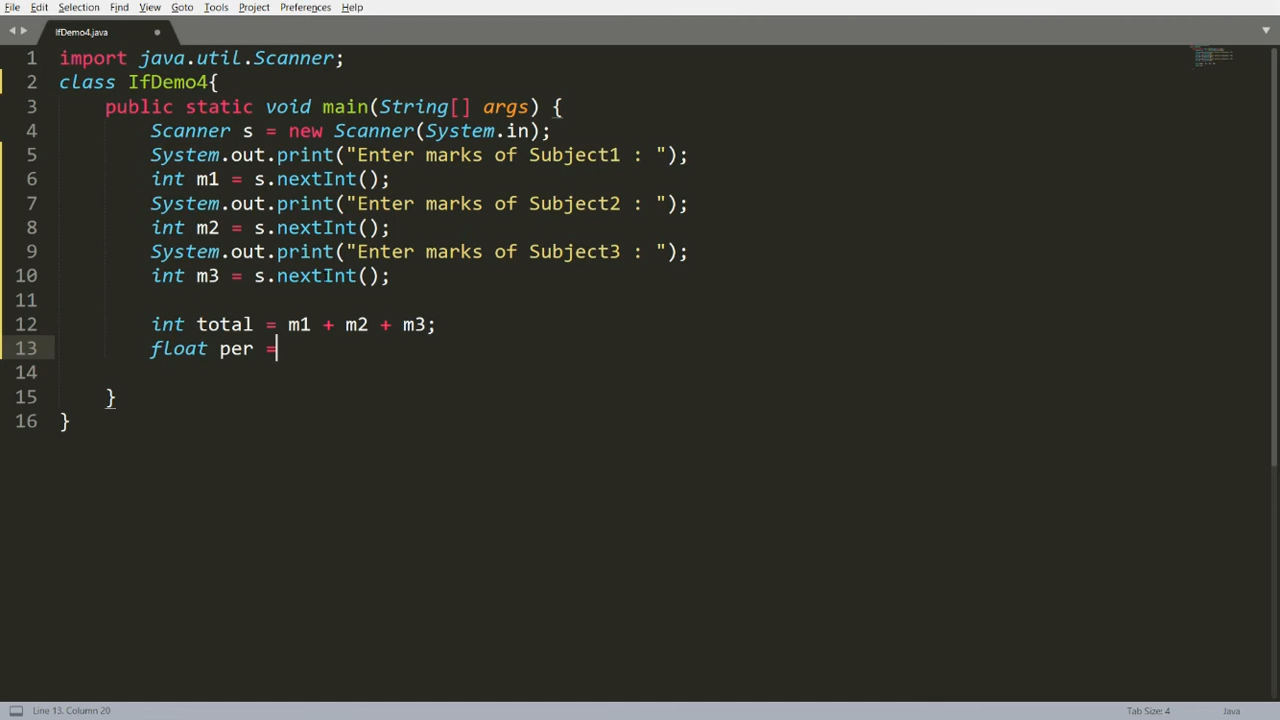 File Edit Selection Find View Goto Tools Project Preferences Help
IfDemo4.java
1 import java.util.Scanner;
2 class IfDemo4{
3 public static void main(String[] args) {
4 Scanner s = new Scanner(System.in);
5 System.out.print("Enter marks of Subject1 : ");
6 int m1 = s.nextInt();
7 System.out.print("Enter marks of Subject2 : ");
8 int m2 = s.nextInt();
9 System.out.print("Enter marks of Subject3 : ");
10 int m3 = s.nextInt();
11
12 int total = m1 + m2 + m3;
13 float per =
14
15 }
16 }
Line 13, Column 20 Tab Size: 4 Java